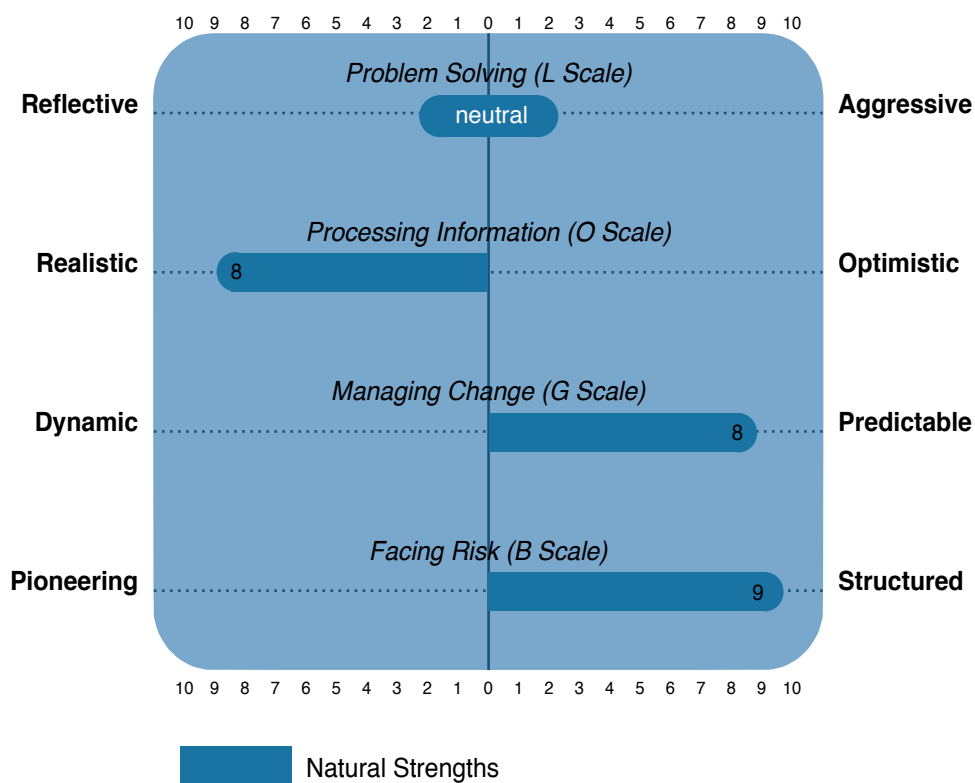 10 9 8 7 6 5 4 3 2 1 0 1 2 3 4 5 6 7 8 9 10
Problem Solving (L Scale)
Reflective neutral Aggressive
Processing Information (O Scale)
Realistic 8 Optimistic
Managing Change (G Scale)
Dynamic 8 Predictable
Facing Risk (B Scale)
Pioneering 9 Structured
10 9 8 7 6 5 4 3 2 1 0 1 2 3 4 5 6 7 8 9 10
Natural Strengths